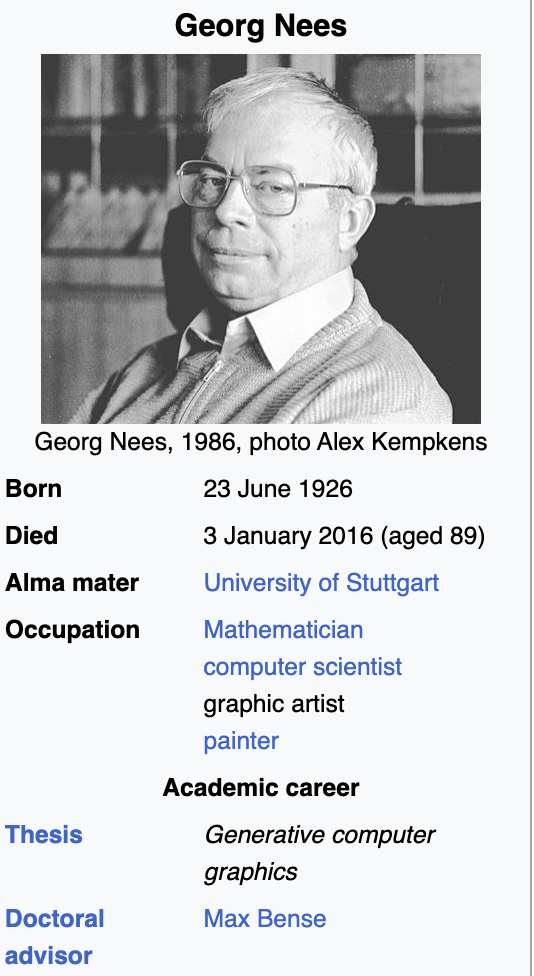 Georg Nees
Georg Nees, 1986, photo Alex Kempkens
Born 23 June 1926
Died 3 January 2016 (aged 89)
Alma mater University of Stuttgart
Occupation Mathematician
computer scientist
graphic artist
painter
Academic career
Thesis Generative computer
graphics
Doctoral Max Bense
advisor